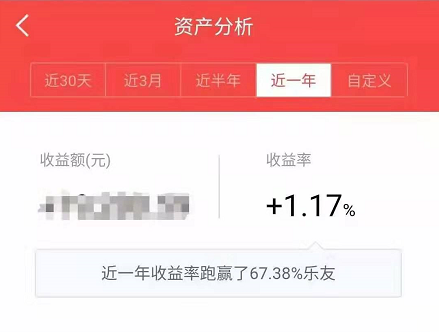 资产分析
近30天 近3月 近半年 近一年 自定义
收益额(元) 收益率
+1.17%
近一年收益率跑赢了67.38%乐友